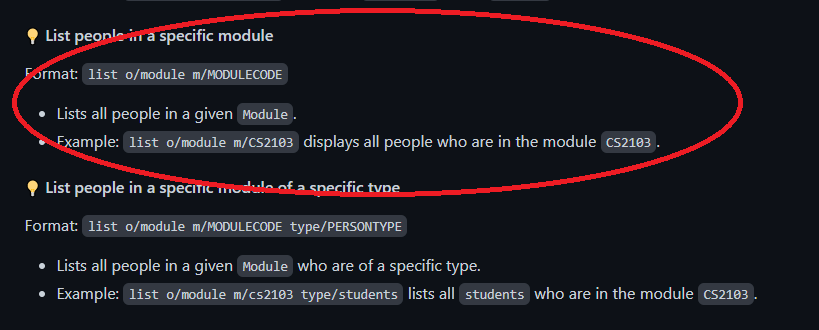 List people in a specific module
Format: list o/module m/MODULECODE
Lists all people in a given Module.
Example: list o/module m/CS2103 displays all people who are in the module CS2103.
List people in a specific module of a specific type
Format: list o/module m/MODULECODE type/PERSONTYPE
Lists all people in a given Module who are of a specific type.
Example: list o/module m/cs2103 type/students lists all students who are in the module CS2103.